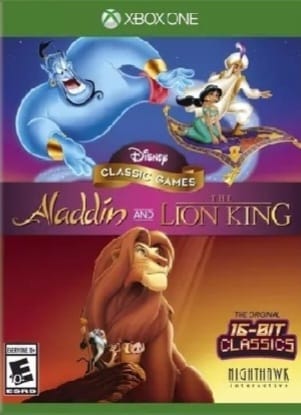 XBOX ONE
Disney
CLASSIC GAMES
Aladdin AND THE LION KING
THE ORIGINAL
16-BIT
CLASSICS
EVERYONE 10+
E
ESRB
NIGHTHAWK
INTERACTIVE